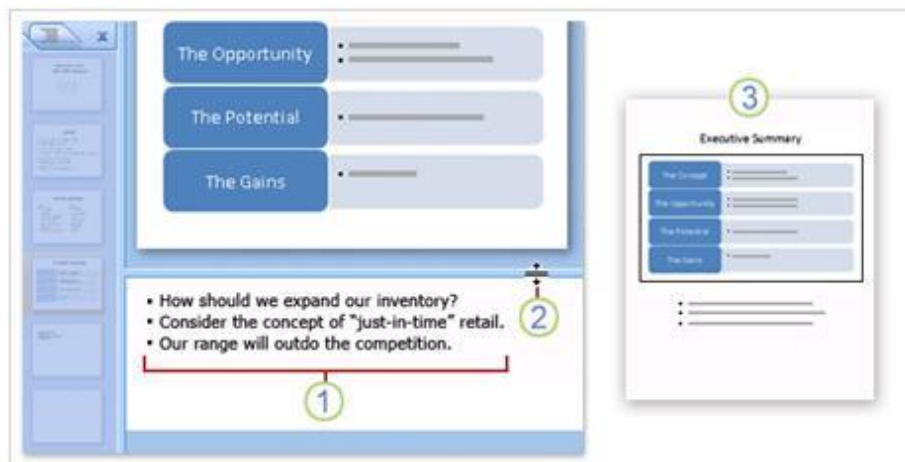 x
The Opportunity
The Potential
The Gains
• How should we expand our inventory?
• Consider the concept of “just-in-time” retail.
• Our range will outdo the competition.
1
2
3
Executive Summary
The Concept
The Opportunity
The Potential
The Gains